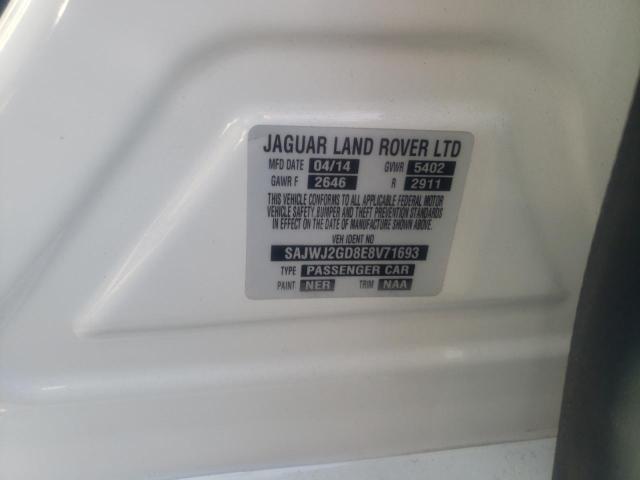 JAGUAR LAND ROVER LTD
MFD DATE 04/14 GVWR 5402
GAWR F 2646 R 2911
THIS VEHICLE CONFORMS TO ALL APPLICABLE FEDERAL MOTOR
VEHICLE SAFETY, BUMPER AND THEFT PREVENTION STANDARDS
IN EFFECT ON THE DATE OF MANUFACTURE SHOWN ABOVE.
VEH IDENT NO
SAJWJ2GD8E8V71693
TYPE PASSENGER CAR
PAINT NER TRIM NAA